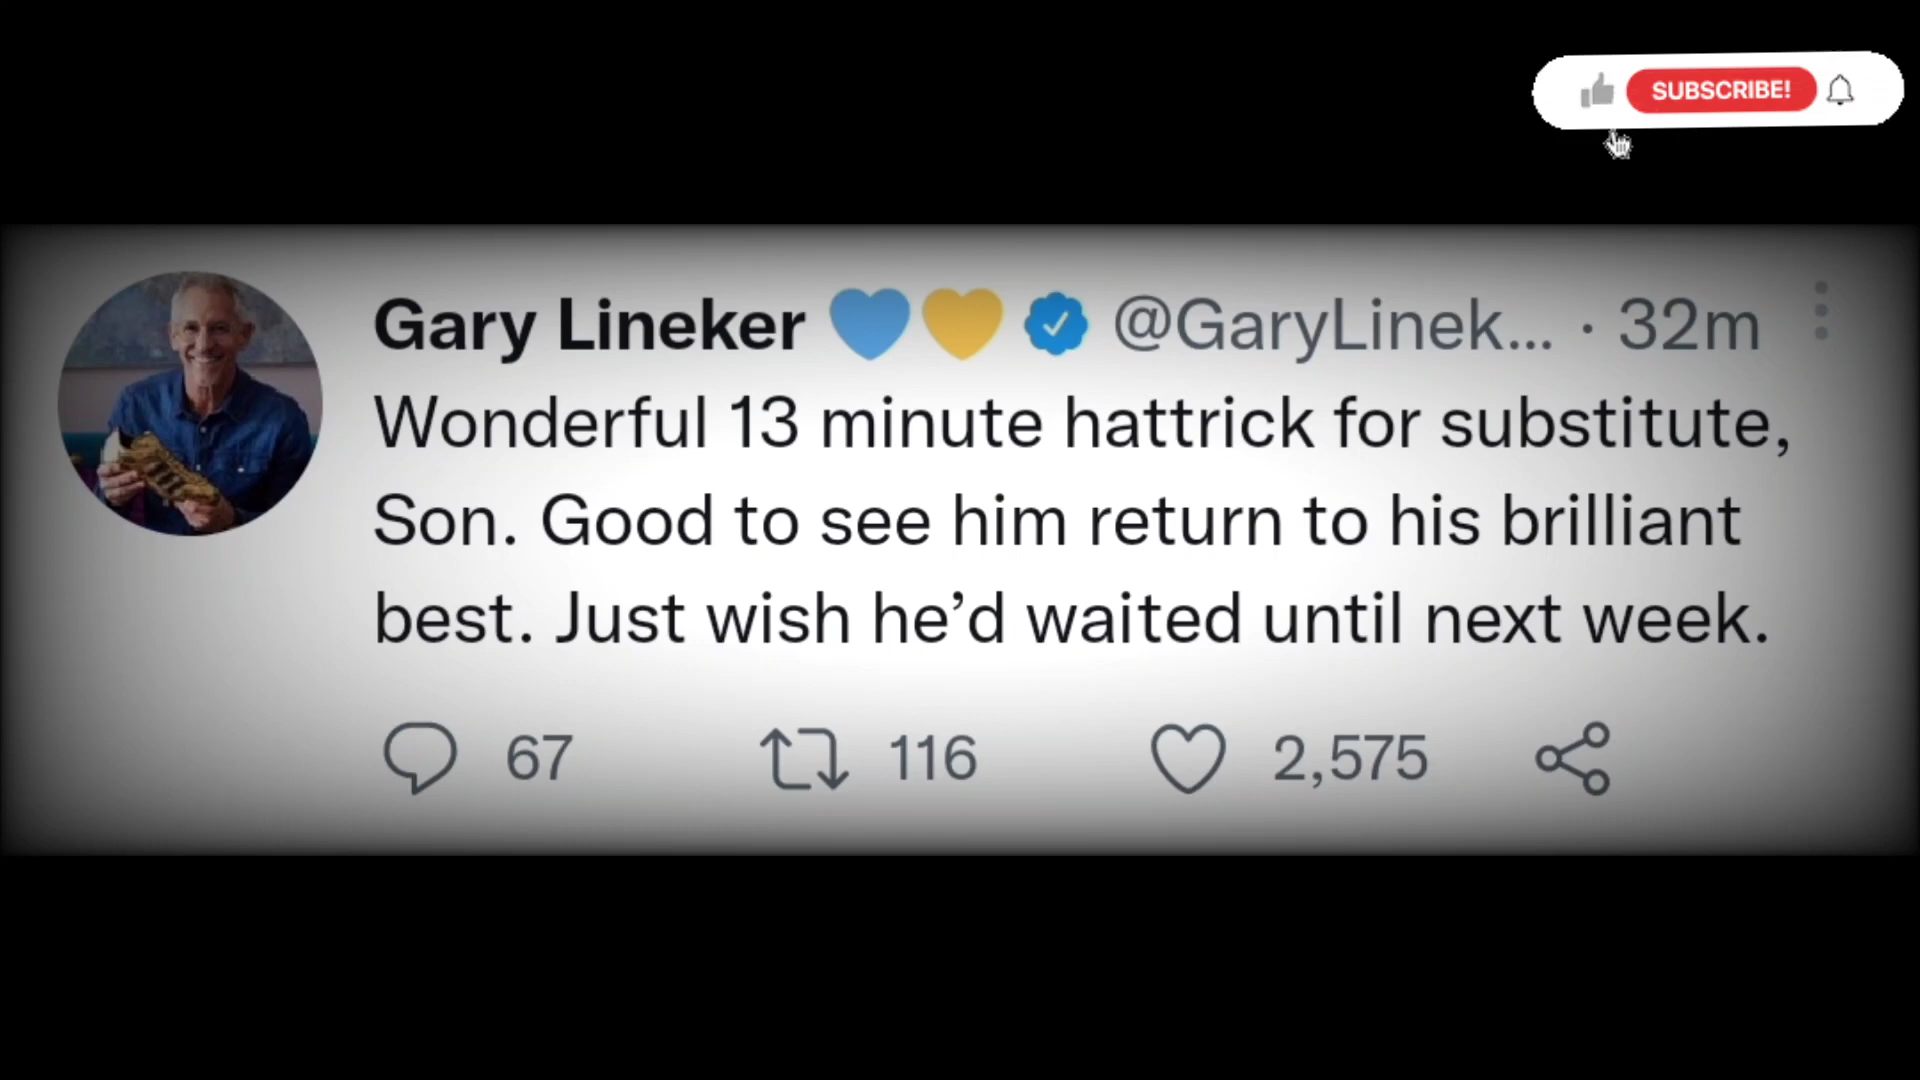 SUBSCRIBE!
Gary Lineker 💙💛 @GaryLinek... · 32m
Wonderful 13 minute hattrick for substitute,
Son. Good to see him return to his brilliant
best. Just wish he’d waited until next week.
67 116 2,575